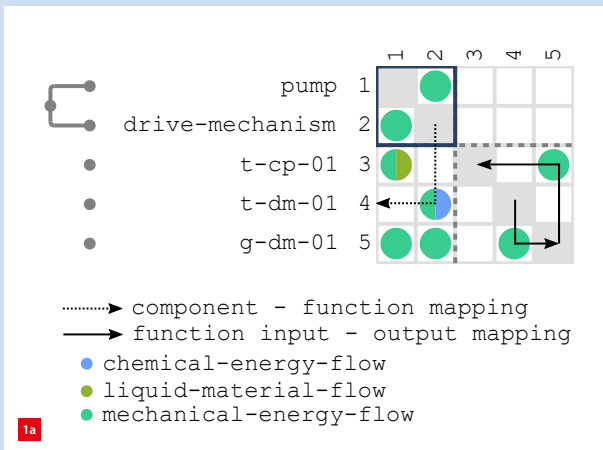 1 2 3 4 5
pump 1
drive-mechanism 2
t-cp-01 3
t-dm-01 4
g-dm-01 5
component - function mapping
function input - output mapping
chemical-energy-flow
liquid-material-flow
mechanical-energy-flow
1a